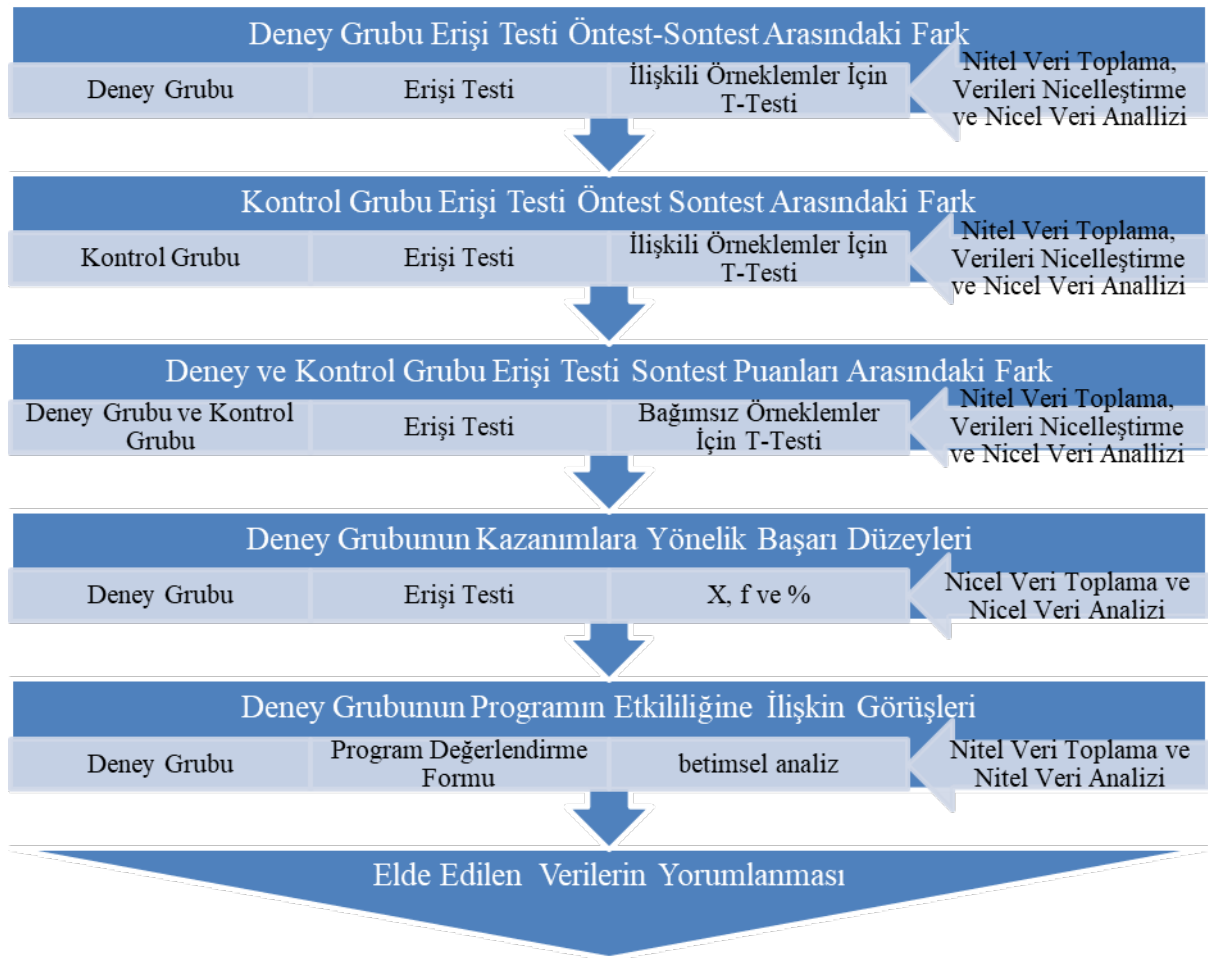 Deney Grubu Erişi Testi Öntest-Sontest Arasındaki Fark
Deney Grubu
Erişi Testi
İlişkili Örneklemler İçin
T-Testi
Nitel Veri Toplama,
Verileri Nicelleştirme
ve Nicel Veri Anallizi
Kontrol Grubu Erişi Testi Öntest Sontest Arasındaki Fark
Kontrol Grubu
Erişi Testi
İlişkili Örneklemler İçin
T-Testi
Nitel Veri Toplama,
Verileri Nicelleştirme
ve Nicel Veri Anallizi
Deney ve Kontrol Grubu Erişi Testi Sontest Puanları Arasındaki Fark
Deney Grubu ve Kontrol
Grubu
Erişi Testi
Bağımsız Örneklemler
İçin T-Testi
Nitel Veri Toplama,
Verileri Nicelleştirme
ve Nicel Veri Anallizi
Deney Grubunun Kazanımlara Yönelik Başarı Düzeyleri
Deney Grubu
Erişi Testi
X, f ve %
Nicel Veri Toplama ve
Nicel Veri Analizi
Deney Grubunun Programın Etkililiğine İlişkin Görüşleri
Deney Grubu
Program Değerlendirme
Formu
betimsel analiz
Nitel Veri Toplama ve
Nitel Veri Analizi
Elde Edilen Verilerin Yorumlanması